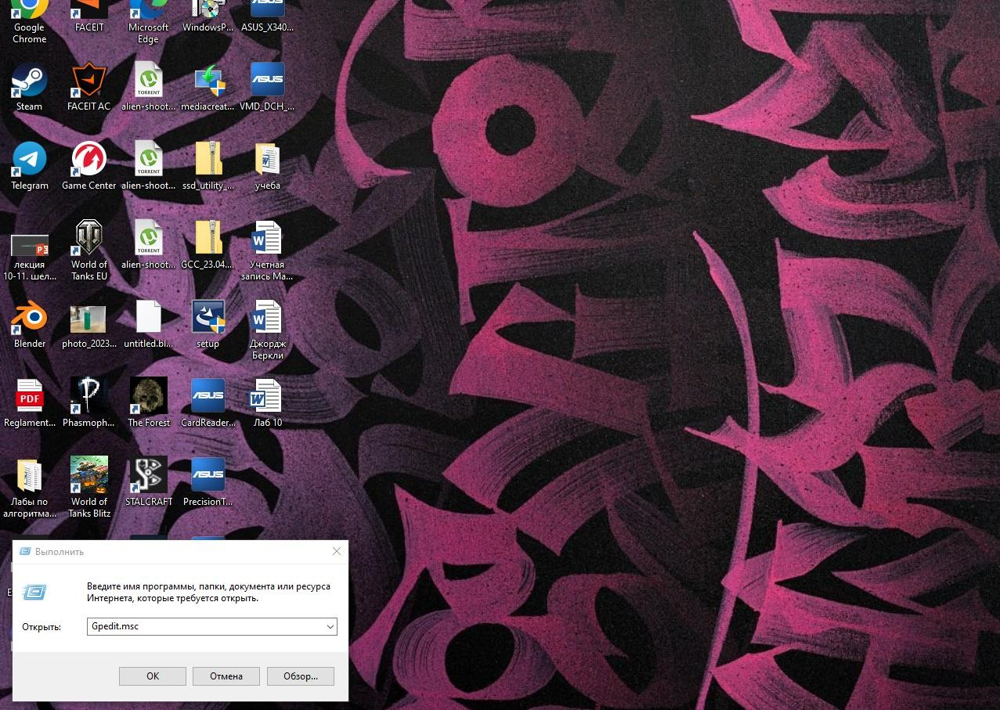 Google
Chrome
FACEIT
Microsoft
Edge
WindowsP...
ASUS_X340...
Steam
FACEIT AC
alien-shoot...
mediacreat...
VMD_DCH_...
Telegram
Game Center
alien-shoot...
ssd_utility_...
учеба
лекция
10-11. шел...
World of
Tanks EU
alien-shoot...
GCC_23.04....
Учетная
запись Ma...
Blender
photo_2023...
untitled.bl...
setup
Джордж
Беркли
Reglament...
Phasmoph...
The Forest
CardReader...
Лаб 10
Лабы по
алгоритма...
World of
Tanks Blitz
STALCRAFT
PrecisionT...
Выполнить
Введите имя программы, папки, документа или ресурса
Интернета, которые требуется открыть.
Открыть:
Gpedit.msc
ОК
Отмена
Обзор...